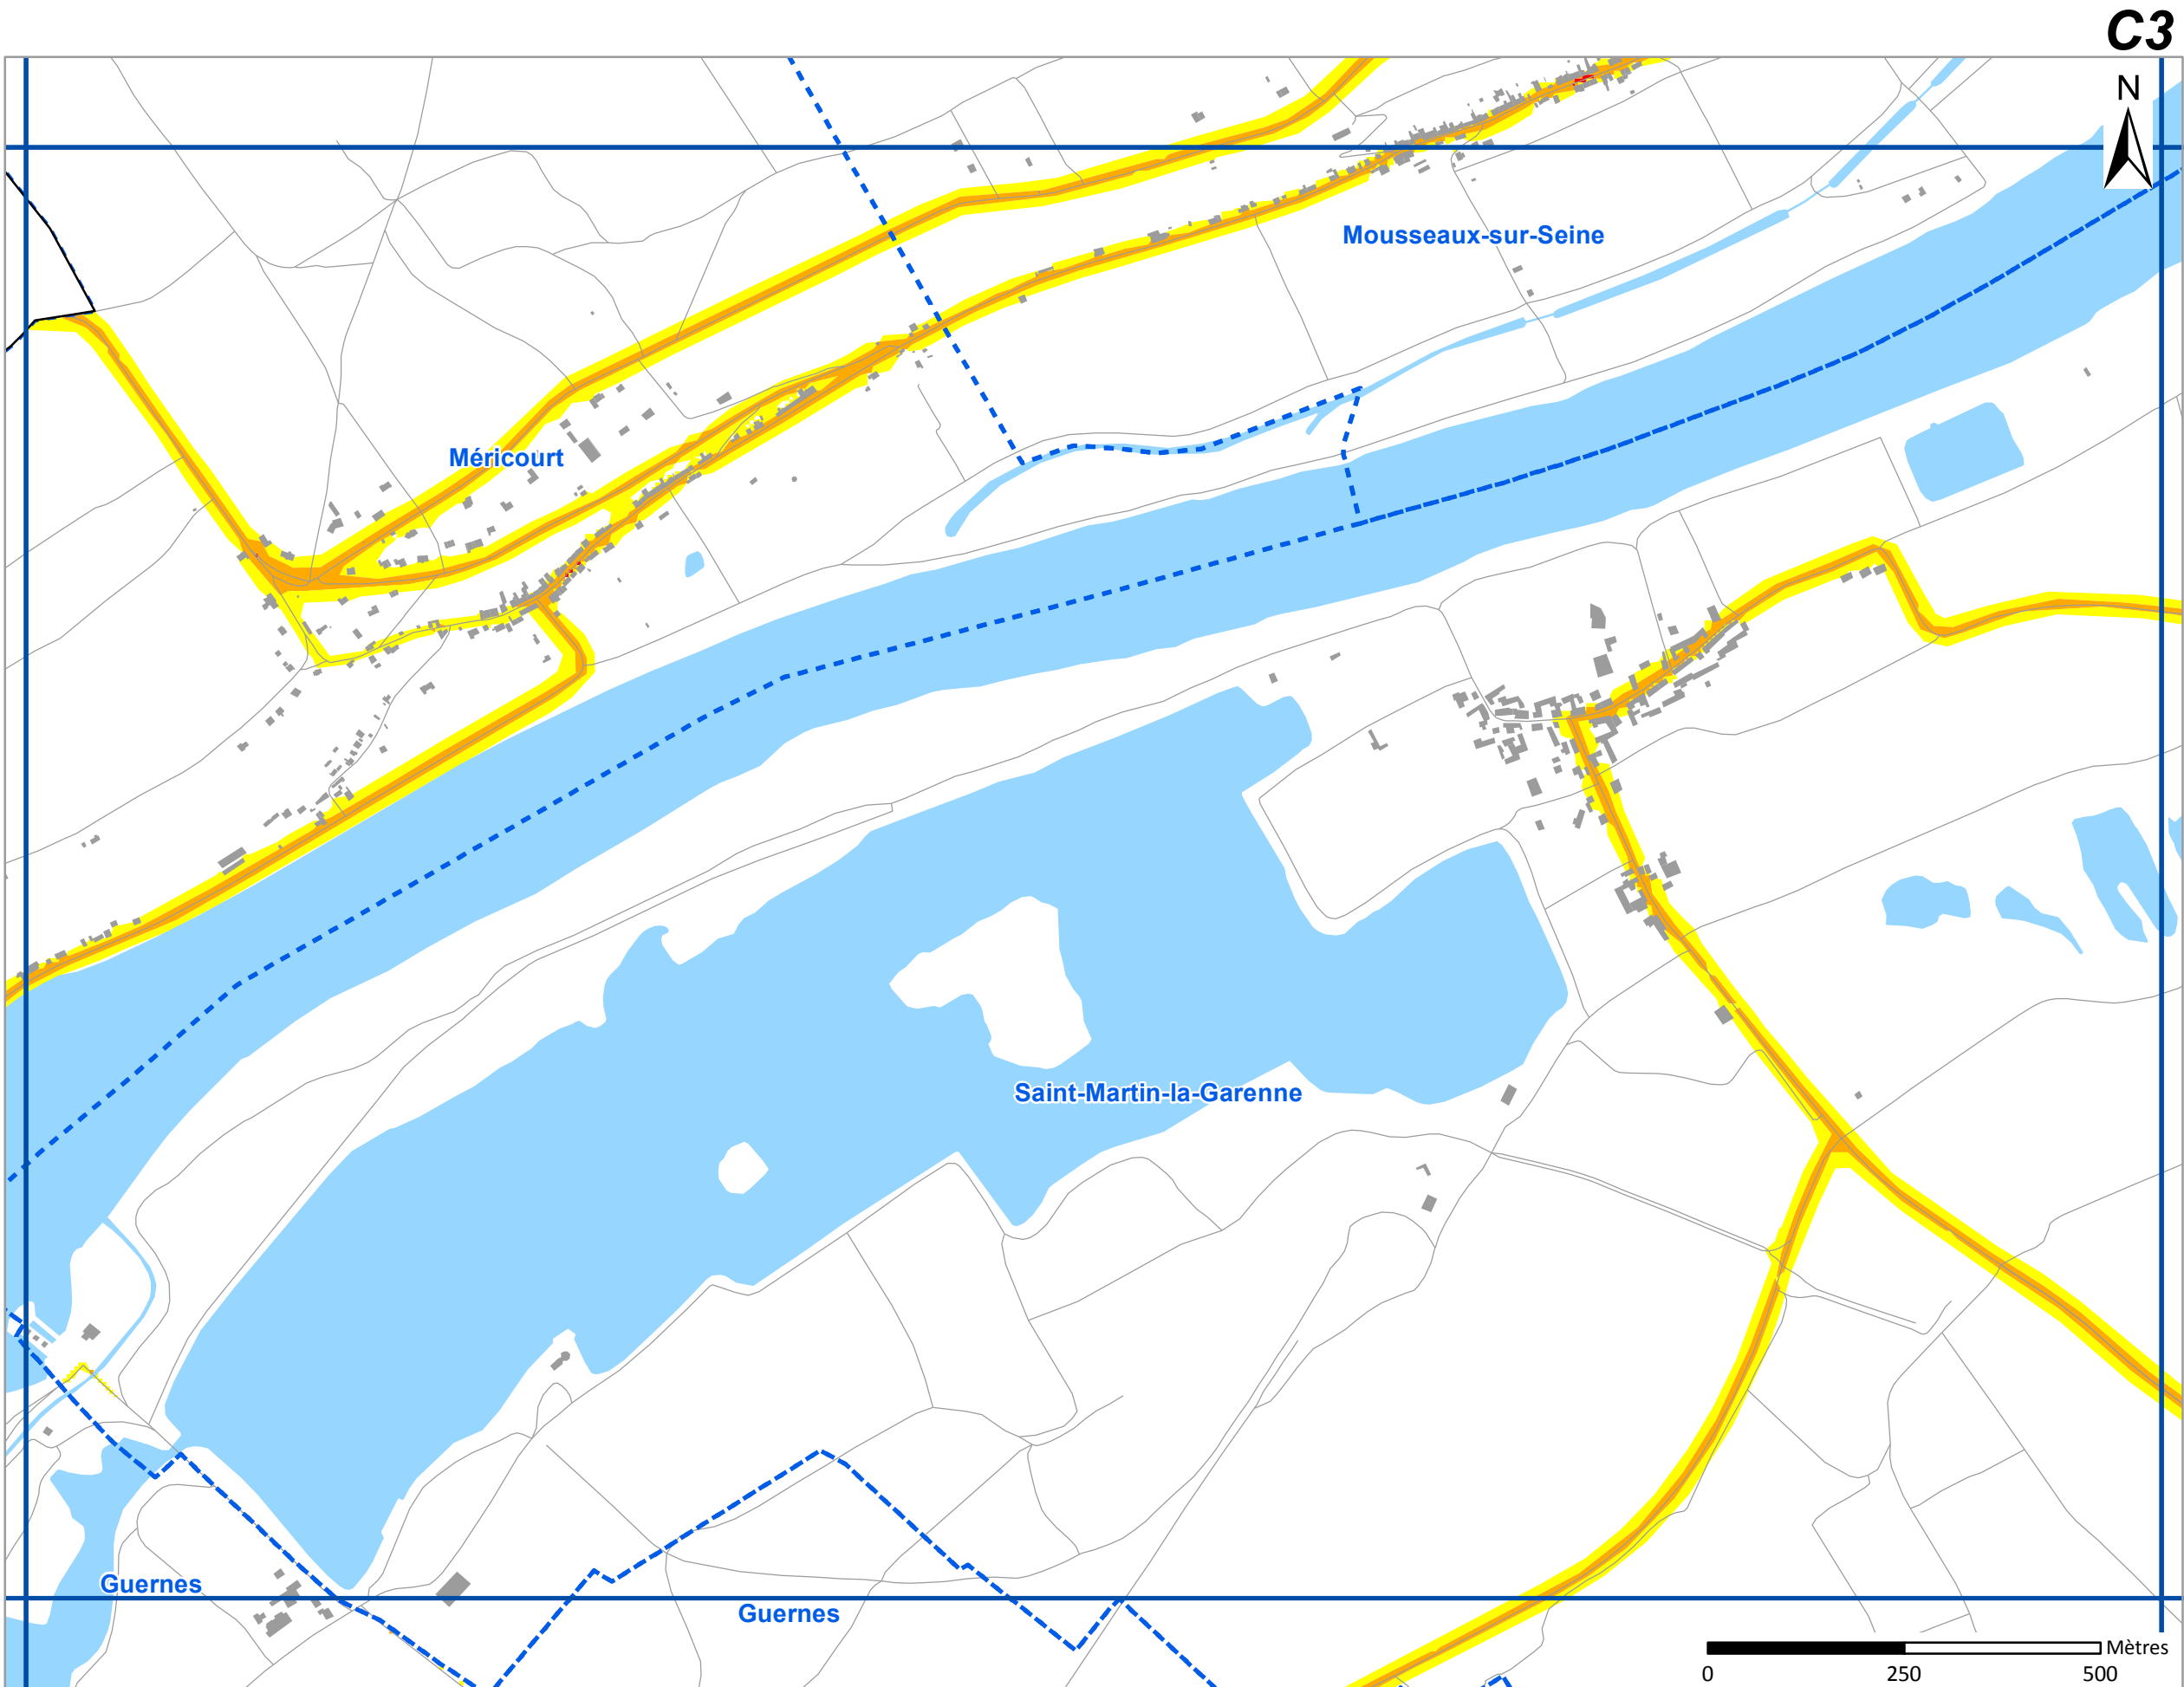 C3
N
Mousseaux-sur-Seine
Méricourt
Saint-Martin-la-Garenne
Guernes
Guernes
Mètres
0 250 500